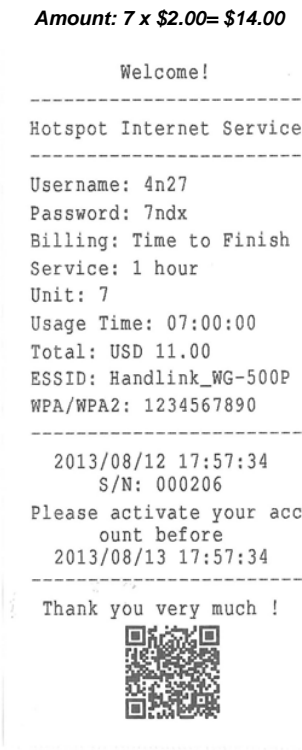 Amount: 7 x $2.00= $14.00
Welcome!
---------------------------
Hotspot Internet Service
---------------------------
Username: 4n27
Password: 7ndx
Billing: Time to Finish
Service: 1 hour
Unit: 7
Usage Time: 07:00:00
Total: USD 11.00
ESSID: Handlink_WG-500P
WPA/WPA2: 1234567890
---------------------------
2013/08/12 17:57:34
S/N: 000206
Please activate your acc
ount before
2013/08/13 17:57:34
---------------------------
Thank you very much !